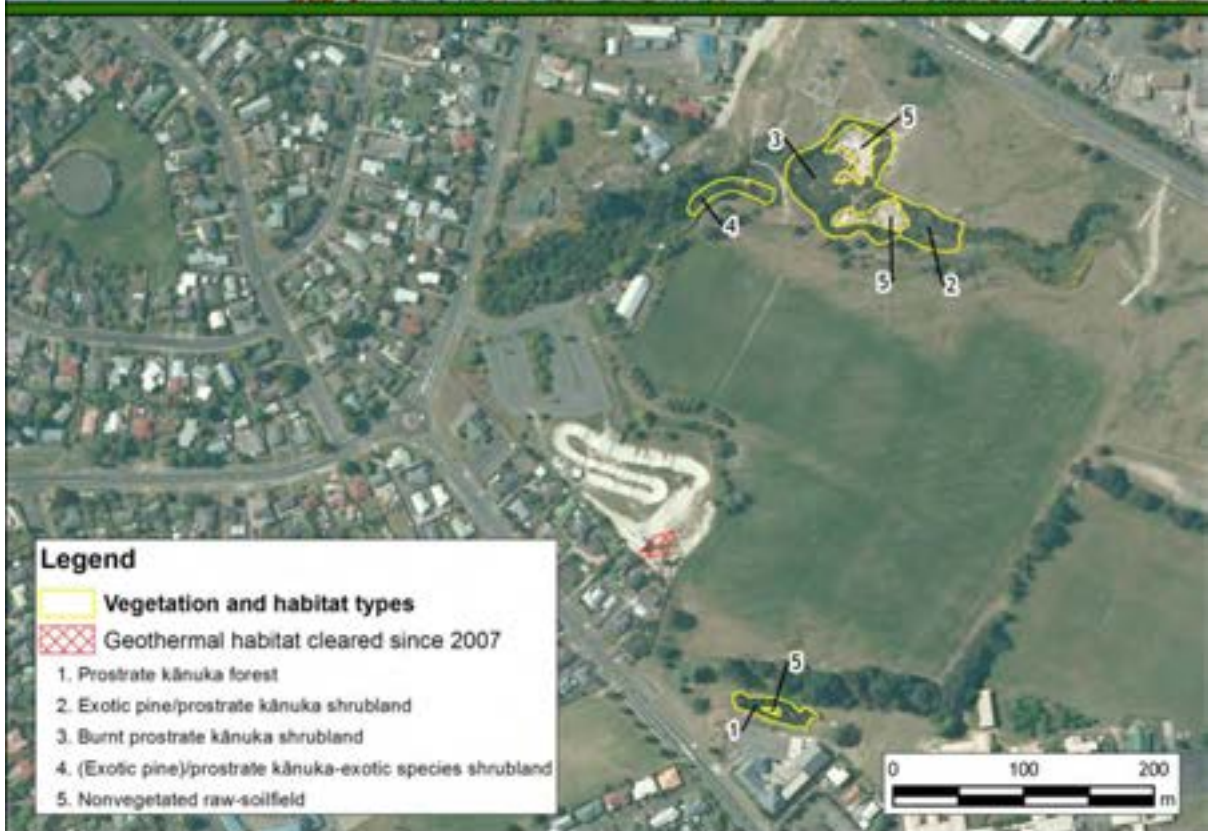 5
3
4
5
2
Legend
Vegetation and habitat types
Geothermal habitat cleared since 2007
1. Prostrate kānuka forest
2. Exotic pine/prostrate kānuka shrubland
3. Burnt prostrate kānuka shrubland
4. (Exotic pine)/prostrate kānuka-exotic species shrubland
5. Nonvegetated raw-soilfield
5
1
0 100 200
m